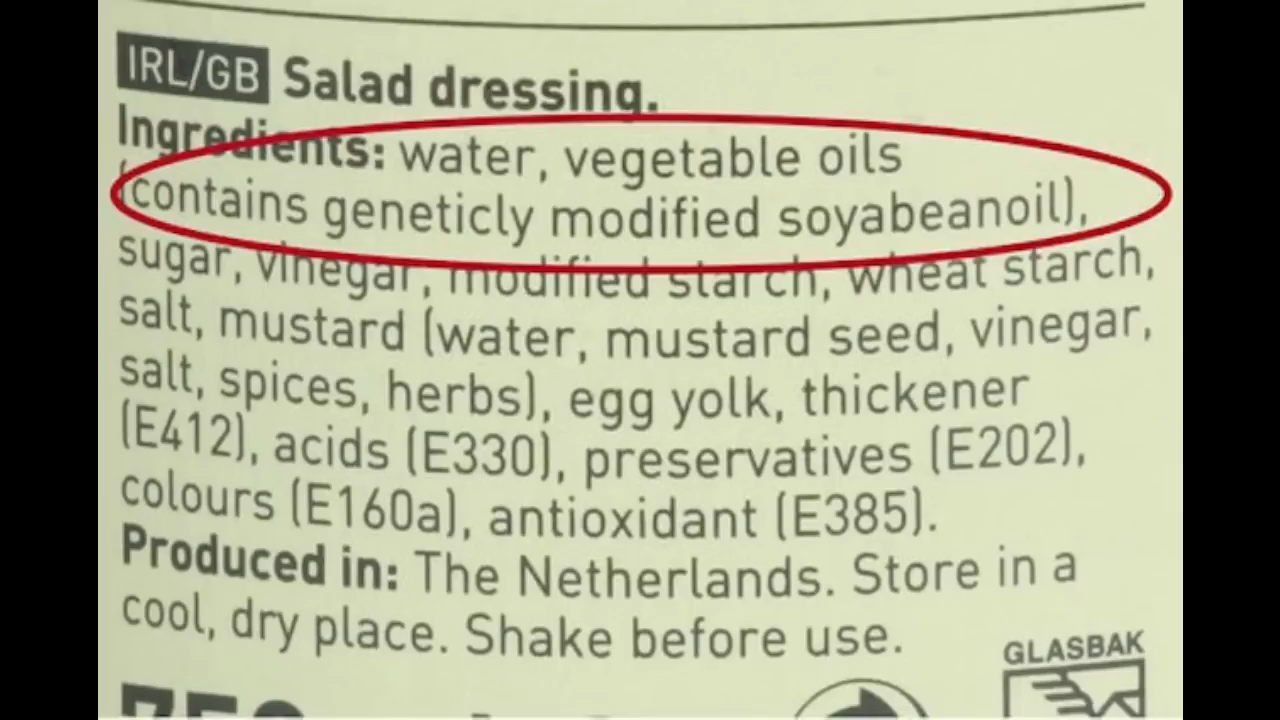 IRL/GB Salad dressing.
Ingredients: water, vegetable oils
(contains geneticly modified soyabeanoil),
sugar, vinegar, modified starch, wheat starch,
salt, mustard (water, mustard seed, vinegar,
salt, spices, herbs), egg yolk, thickener
(E412), acids (E330), preservatives (E202),
colours (E160a), antioxidant (E385).
Produced in: The Netherlands. Store in a
cool, dry place. Shake before use.
GLASBAK